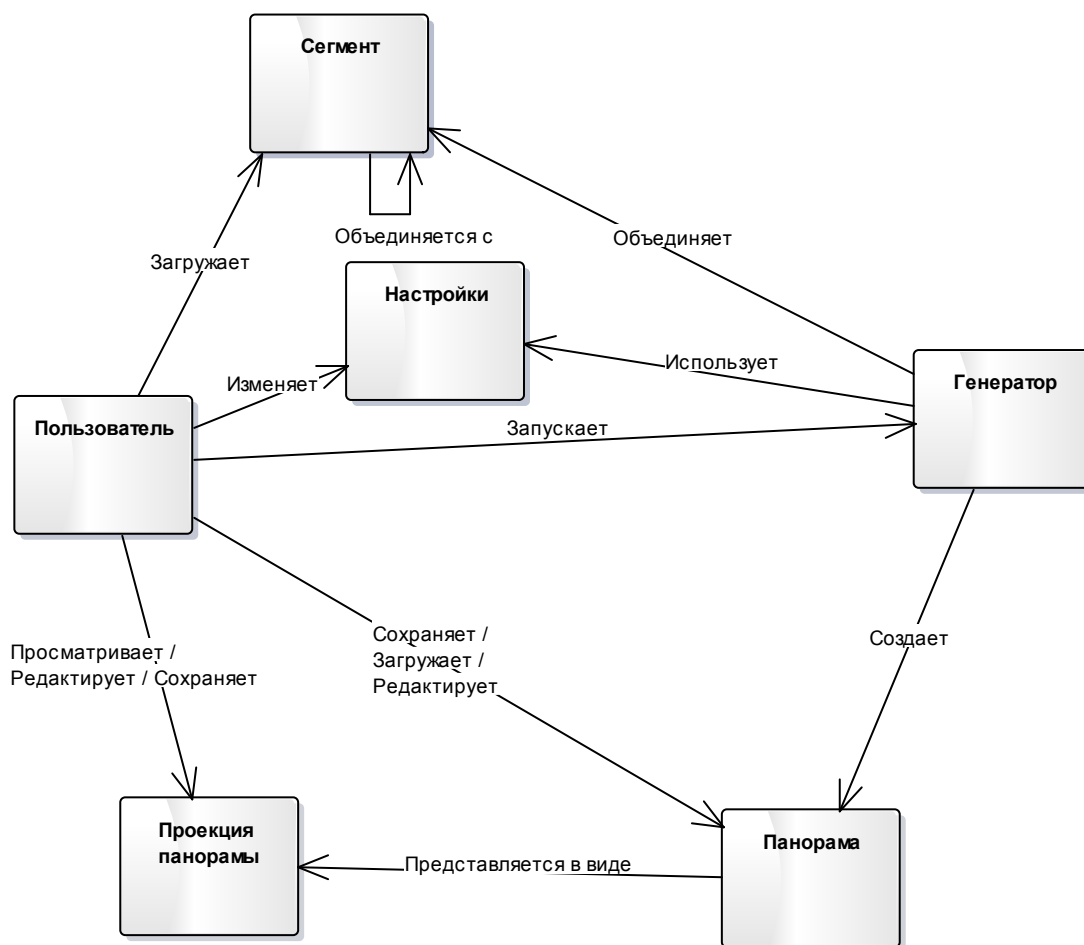 Сегмент
Объединяется с
Объединяет
Загружает
Настройки
Использует
Изменяет
Генератор
Пользователь
Запускает
Просматривает /
Редактирует / Сохраняет
Сохраняет /
Загружает /
Редактирует
Создает
Проекция
панорамы
Представляется в виде
Панорама